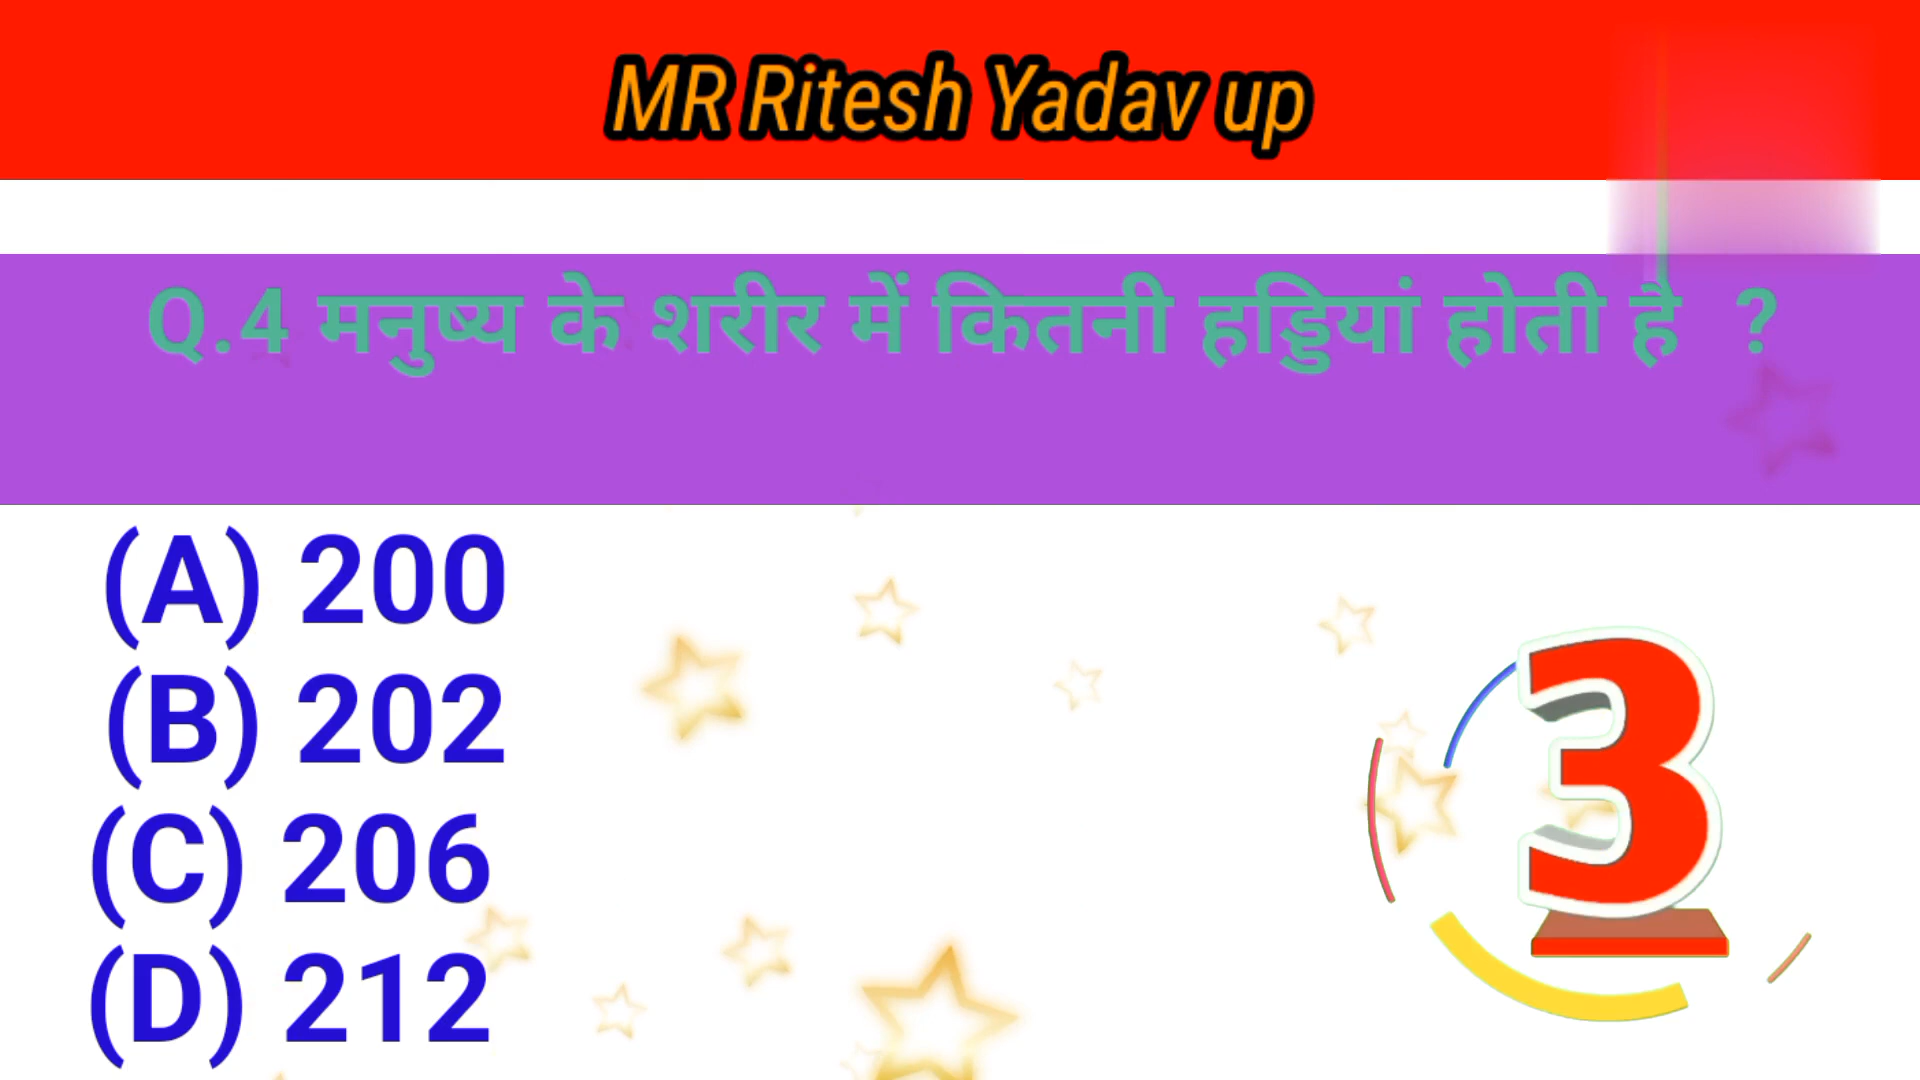 MR Ritesh Yadav up
Q.4 मनुष्य के शरीर में कितनी हड्डियां होती है ?
(A) 200
(B) 202
(C) 206
(D) 212
3